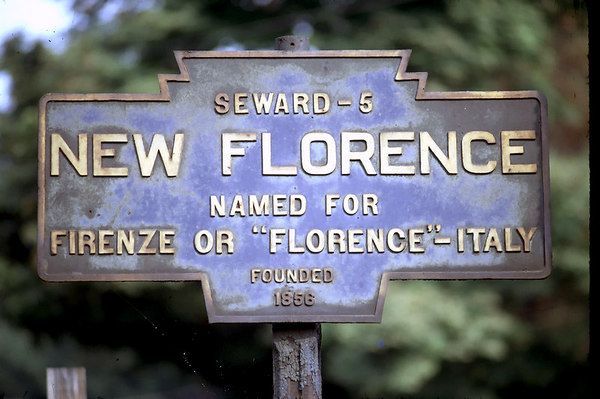 SEWARD-5
NEW FLORENCE
NAMED FOR
FIRENZE OR "FLORENCE"-ITALY
FOUNDED
1856